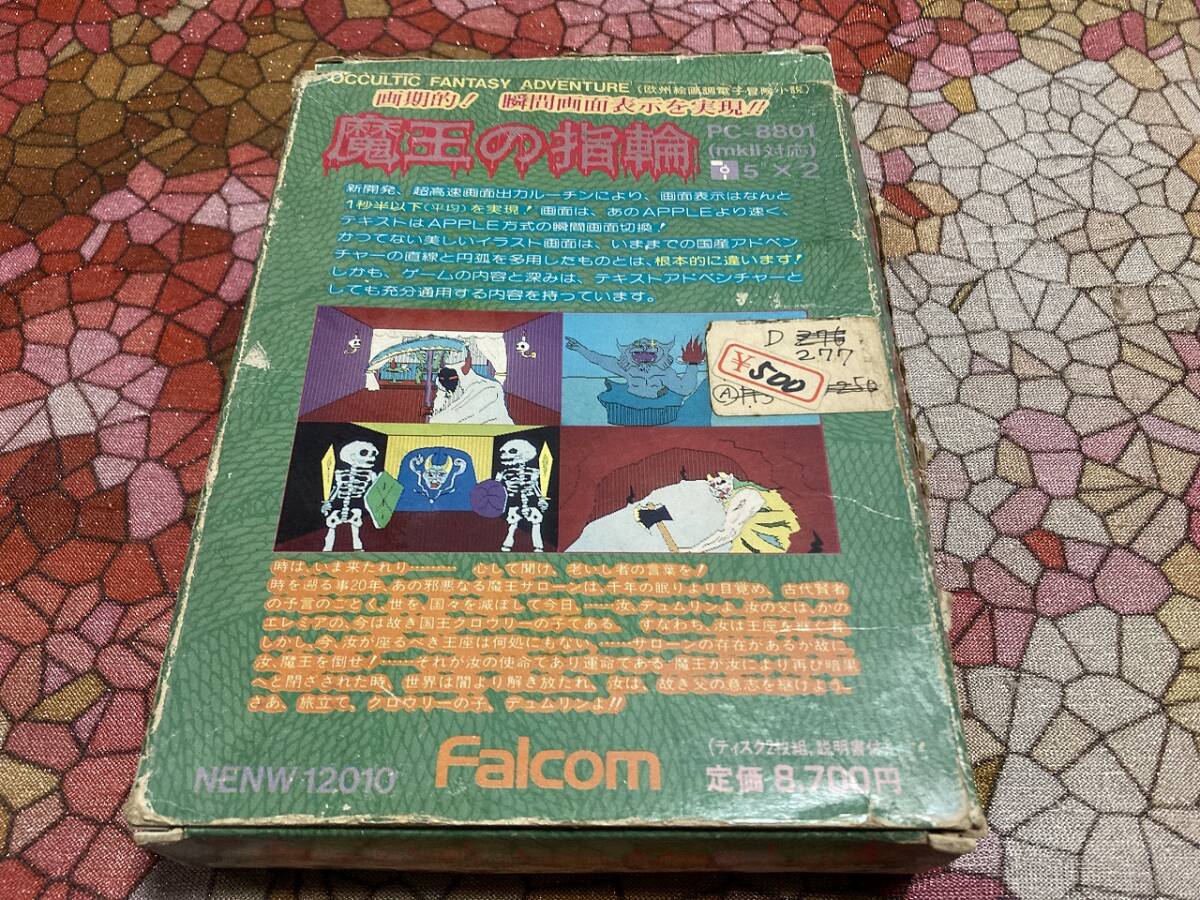 OCCULTIC FANTASY ADVENTURE (欧州絵画調電子冒険小説)
画期的! 瞬間画面表示を実現!!
魔王の指輪
PC-8801
(mkII対応)
5×2
新開発、超高速画面出力ルーチンにより、画面表示はなんと
1秒半以下(平均)を実現!画面は、あのAPPLEより速く、
テキストはAPPLE方式の瞬間画面切換!
かつてない美しいイラスト画面は、いままでの国産アドベン
チャーの直線と円弧を多用したものとは、根本的に違います!
しかも、ゲームの内容と深みは、テキストアドベンチャーと
しても充分通用する内容を持っています。
D 276
277
¥500
A
250
時は、いま来たれり……… 心して聞け、老いし者の言葉を!
時を遡る事20年、あの邪悪なる魔王サローンは、千年の眠りより目覚め、古代賢者
の予言のごとく、世を、国々を滅ぼして今日、……汝、デュムリンよ、汝の父は、かの
エレミアの、今は故き国王クロウリーの子である。 すなわち、汝は王座を継ぐ者
しかし、今、汝が座るべき王座は何処にもない……サローンの存在があるが故に
汝、魔王を倒せ!……それが汝の使命であり運命である 魔王が汝により再び暗黒
へと閉ざされた時、世界は闇より解き放たれ、汝は、故き父の意志を継けよう
さあ、旅立て、クロウリーの子、デュムリンよ!!
(ディスク2枚組、説明書付
NENW-12010
Falcom
定価 8,700円